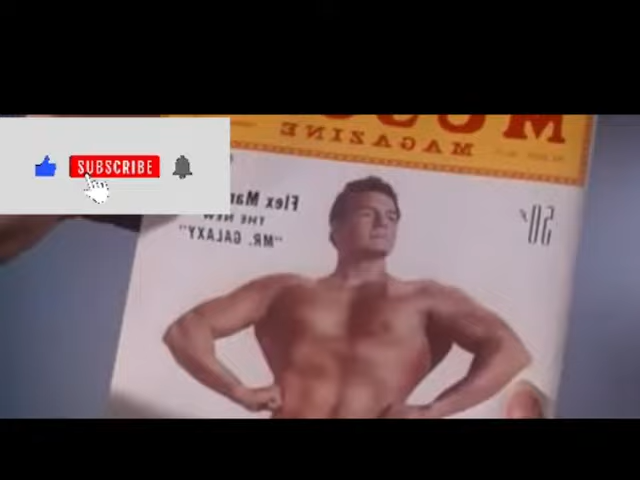 SUBSCRIBE
MAGAZINE
Flex Mar
THE NEW
"MR. GALAXY"
50¢